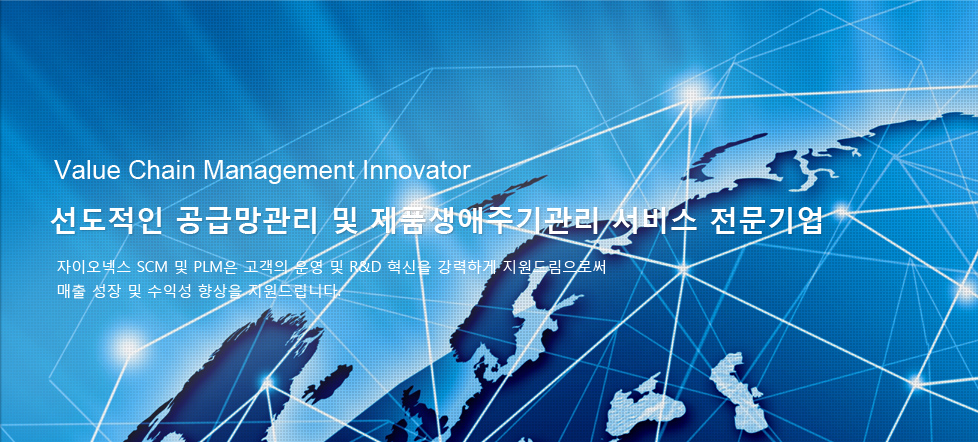 Value Chain Management Innovator
선도적인 공급망관리 및 제품생애주기관리 서비스 전문기업
자이오넥스 SCM 및 PLM은 고객의 운영 및 R&D 혁신을 강력하게 지원드림으로써
매출 성장 및 수익성 향상을 지원드립니다.